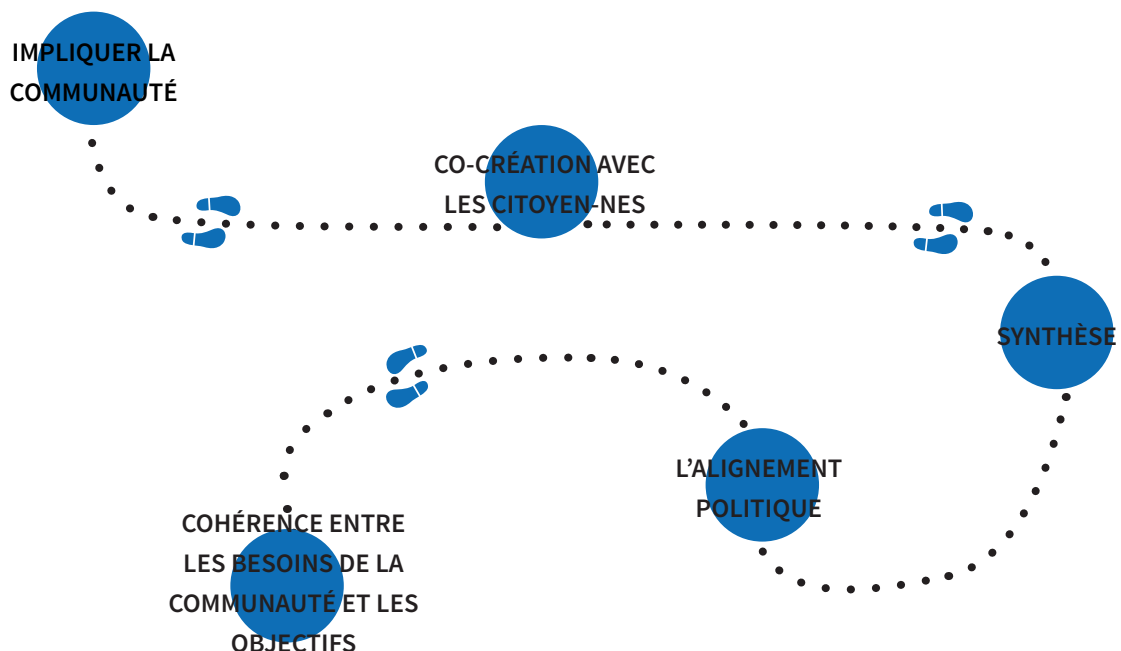 IMPLIQUER LA
COMMUNAUTÉ
CO-CRÉATION AVEC
LES CITOYEN-NES
SYNTHÈSE
L’ALIGNEMENT
POLITIQUE
COHÉRENCE ENTRE
LES BESOINS DE LA
COMMUNAUTÉ ET LES
OBJECTIFS